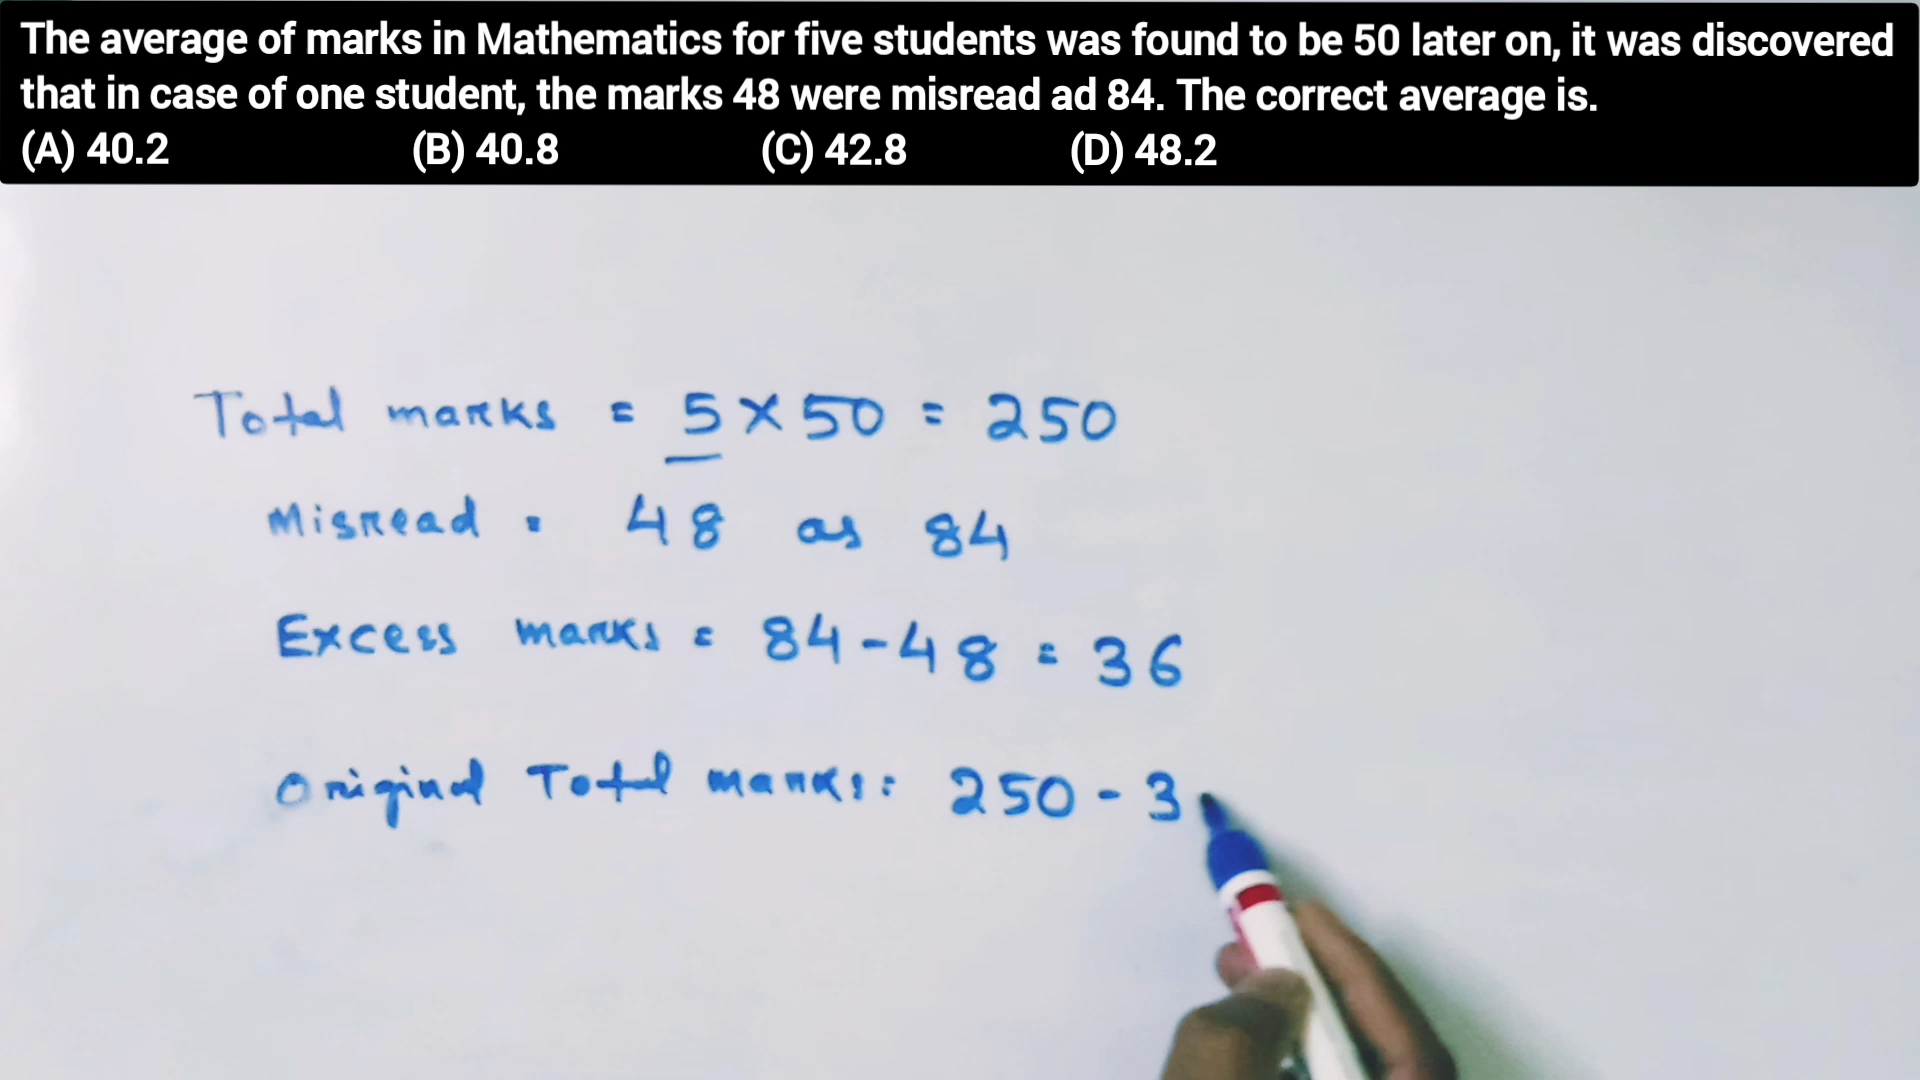 The average of marks in Mathematics for five students was found to be 50 later on, it was discovered
that in case of one student, the marks 48 were misread ad 84. The correct average is.
(A) 40.2 (B) 40.8 (C) 42.8 (D) 48.2
Total marks = 5 × 50 = 250
Misread = 48 as 84
Excess marks = 84 - 48 = 36
Original Total marks = 250 - 3